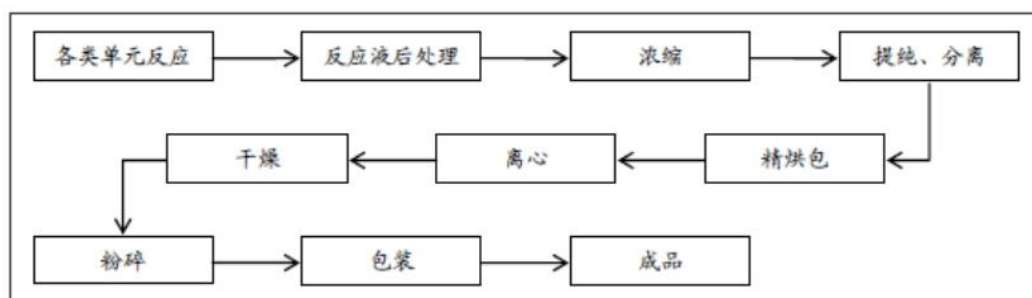 各类单元反应 反应液后处理 浓缩 提纯、分离
干燥 离心 精烘包
粉碎 包装 成品